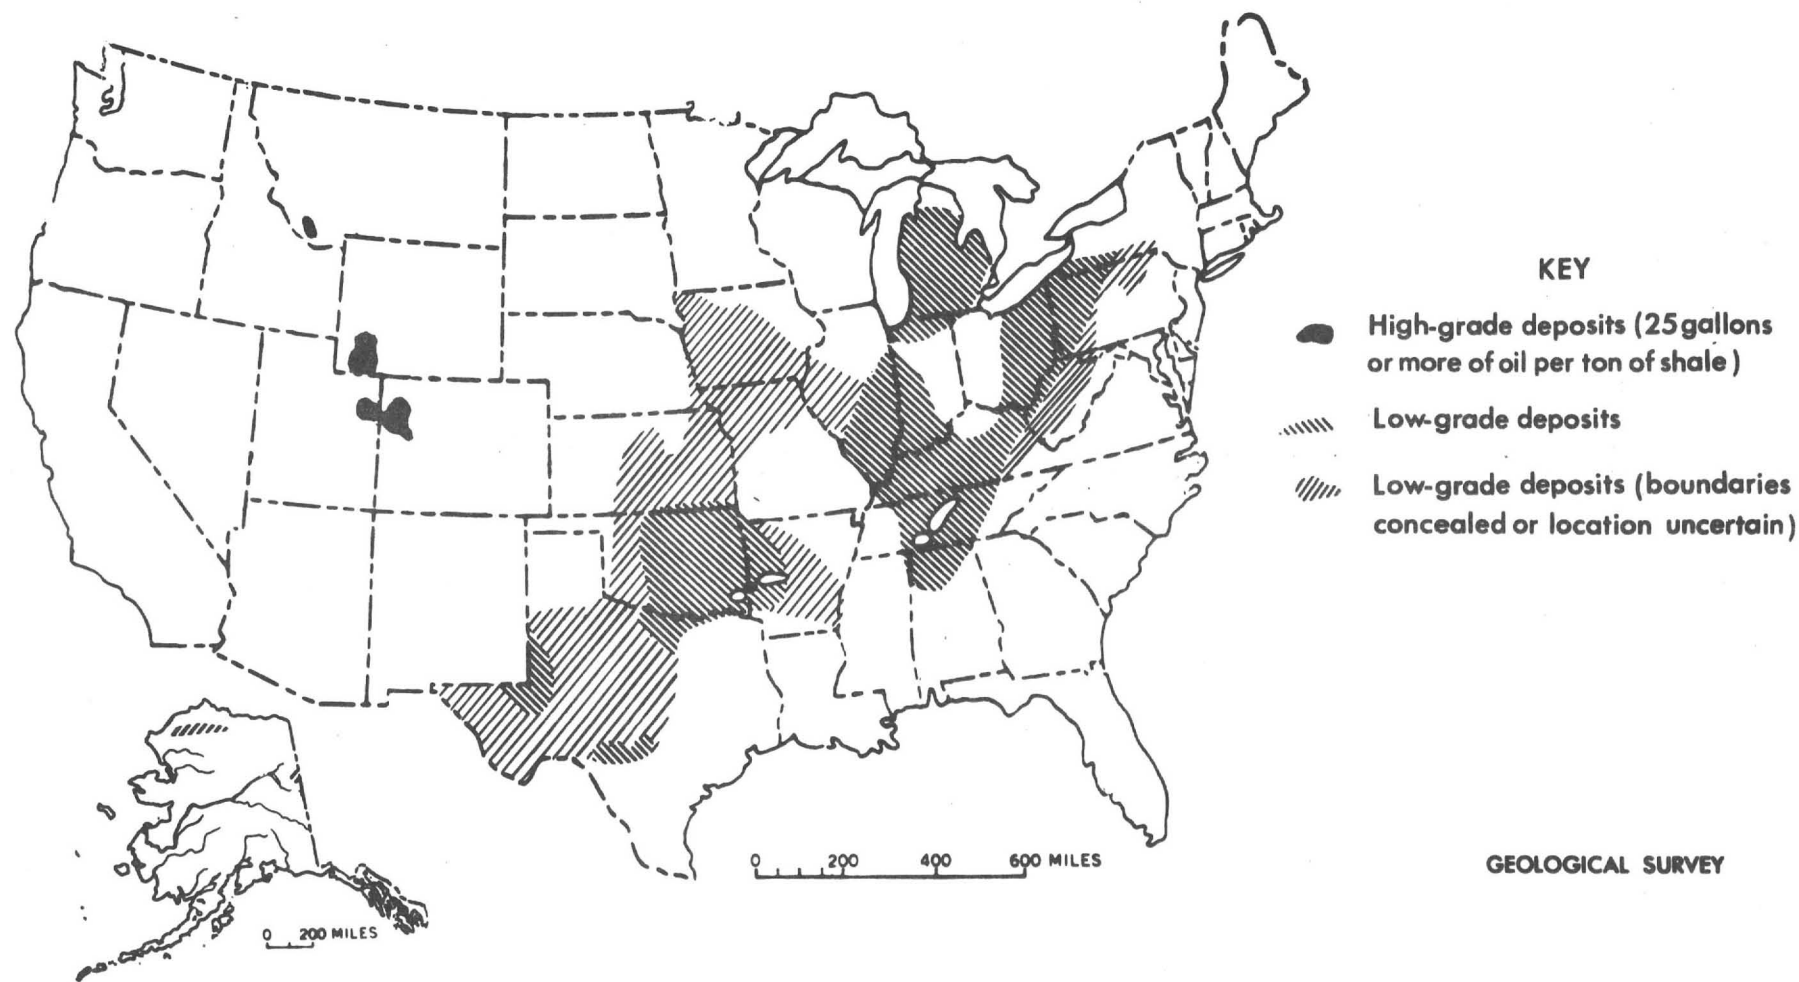 KEY
High-grade deposits (25 gallons
or more of oil per ton of shale)
Low-grade deposits
Low-grade deposits (boundaries
concealed or location uncertain)
0 200 400 600 MILES
GEOLOGICAL SURVEY
0 200 MILES